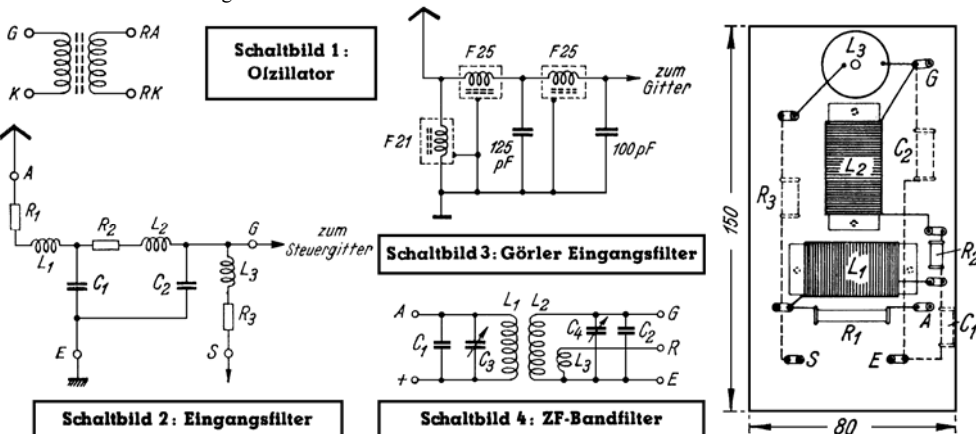 G
RA
K
RK
Schaltbild 1:
Ofzillator
A
R1
L1
R2
L2
C1
C2
G
zum
Steuergitter
L3
R3
E
S
Schaltbild 2: Eingangsfilter
F25
F25
zum
Gitter
F21
125
pF
100pF
Schaltbild 3: Görler Eingangsfilter
A
L1
L2
G
C1
C3
C4
C2
R
L3
+
E
Schaltbild 4: ZF-Bandfilter
L3
G
C2
L2
R3
150
R2
L1
A
R1
C1
S
E
80